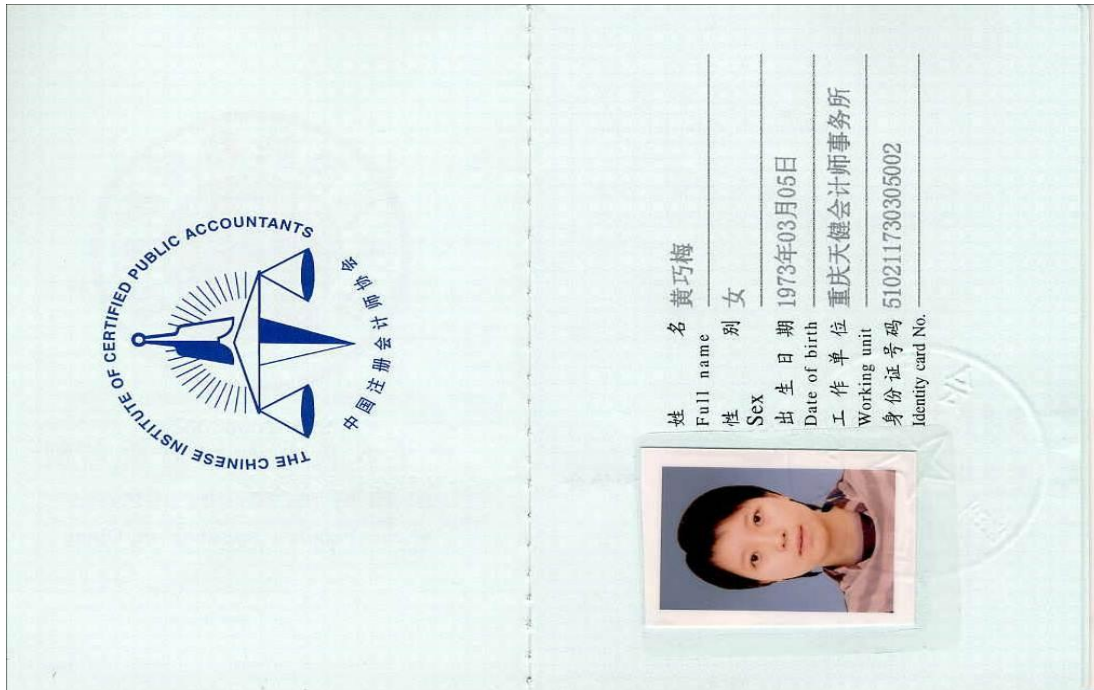 THE CHINESE INSTITUTE OF CERTIFIED PUBLIC ACCOUNTANTS
中国注册会计师协会
姓 名 黄巧梅
Full name
性 别 女
Sex
出 生 日 期 1973年03月05日
Date of birth
工 作 单 位 重庆天健会计师事务所
Working unit
身份证号码 510211730305002
Identity card No.